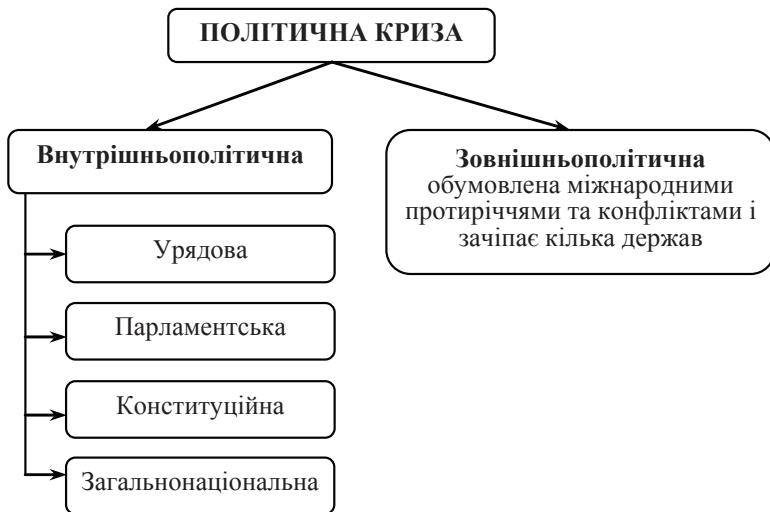 ПОЛІТИЧНА КРИЗА
Внутрішньополітична
Урядова
Парламентська
Конституційна
Загальнонаціональна
Зовнішньополітична
обумовлена міжнародними
протиріччями та конфліктами і
зачіпає кілька держав